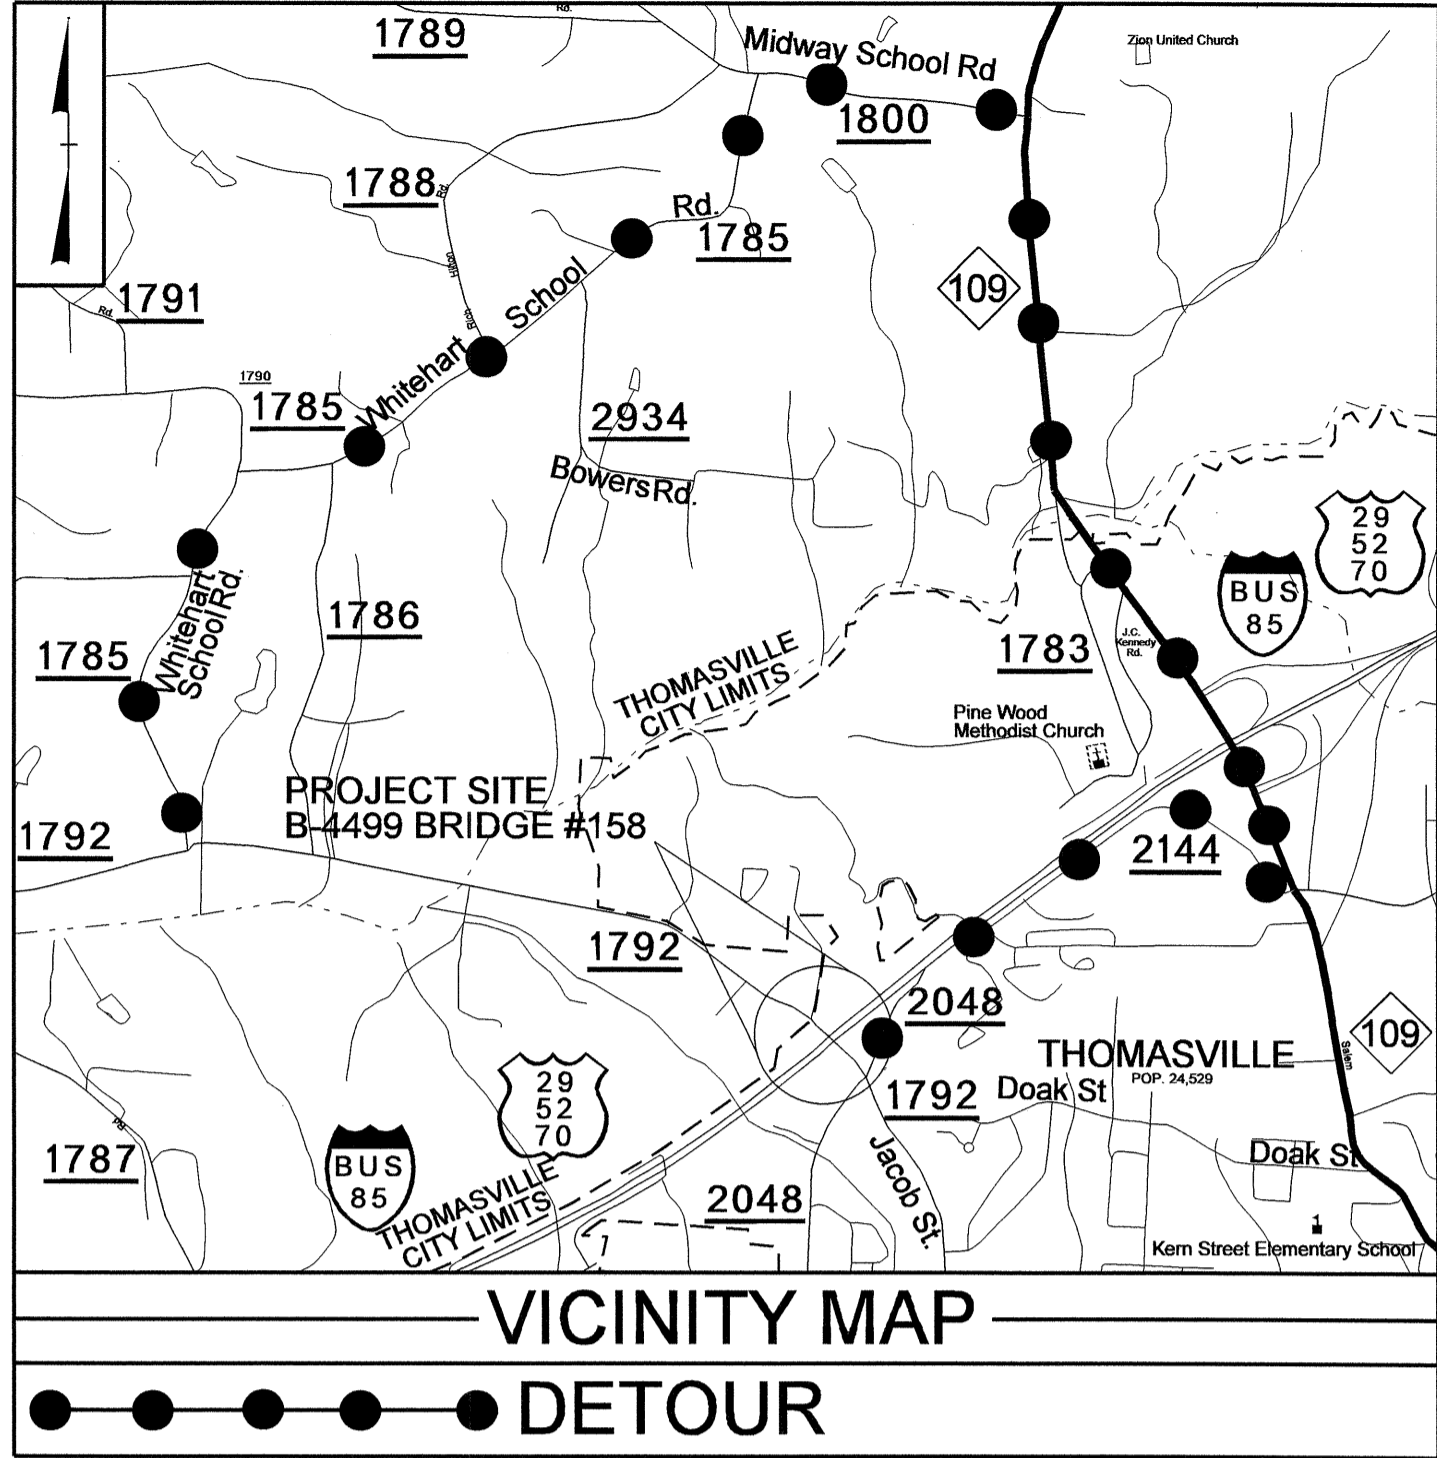 Rd.
1789
Midway School Rd
Zion United Church
1800
1788
Rd.
Rd.
1785
Hilton
109
School
1791
Rd.
Rich
Whitehart
1790
1785
2934
Bowers Rd.
29
52
70
BUS
85
Whitehart
School Rd.
1786
J.C.
Kennedy
Rd.
1785
1783
THOMASVILLE
CITY LIMITS
Pine Wood
Methodist Church
PROJECT SITE
B-4499 BRIDGE #158
1792
2144
1792
2048
109
THOMASVILLE
POP. 24,529
Salem
29
52
70
1792
Doak St
Rd
1787
BUS
85
Jacob St.
Doak St
THOMASVILLE
CITY LIMITS
2048
1
Kern Street Elementary School
VICINITY MAP
DETOUR